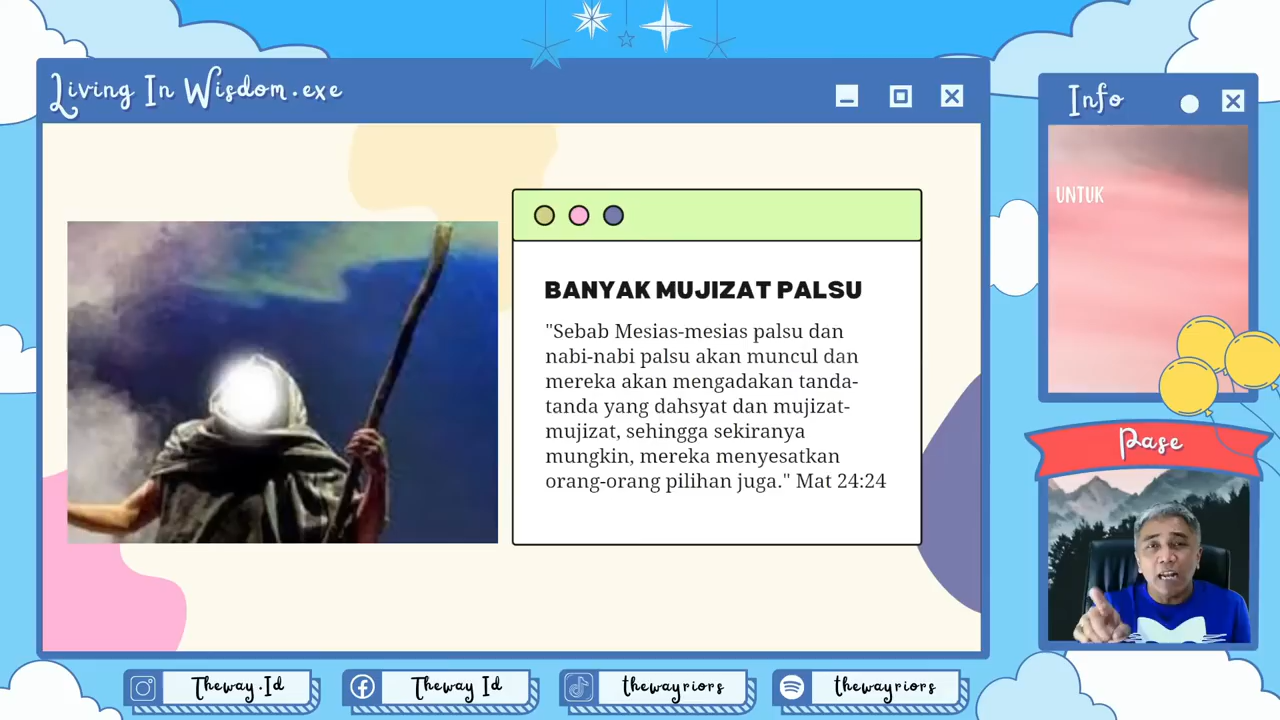 Living In Wisdom.exe
Info
UNTUK
BANYAK MUJIZAT PALSU
"Sebab Mesias-mesias palsu dan
nabi-nabi palsu akan muncul dan
mereka akan mengadakan tanda-
tanda yang dahsyat dan mujizat-
mujizat, sehingga sekiranya
mungkin, mereka menyesatkan
orang-orang pilihan juga." Mat 24:24
Pase
Theway.Id
Theway Id
thewayriors
thewayriors